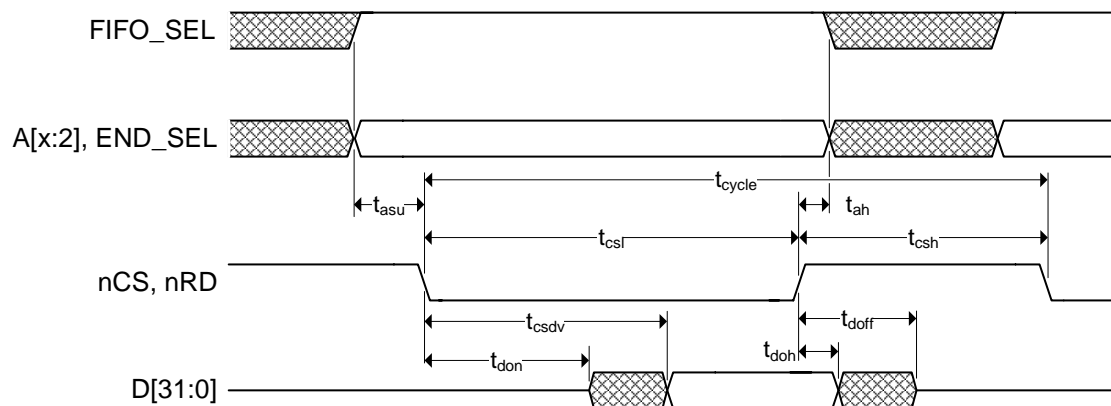 FIFO_SEL
A[x:2], END_SEL
tcycle
tasu
tah
tcsl
tcsh
nCS, nRD
tcsdv
tdoff
tdon
tdoh
D[31:0]